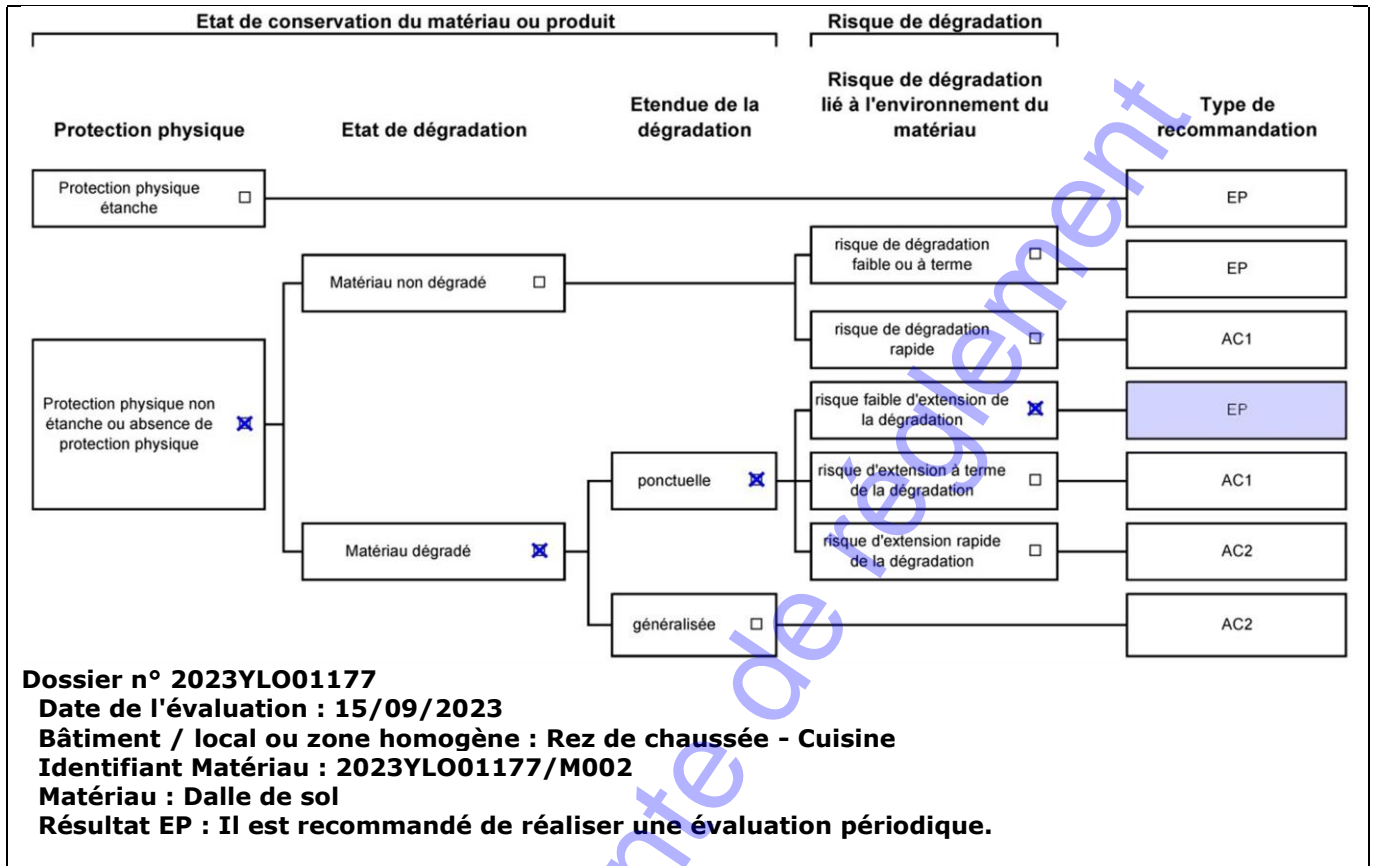 Etat de conservation du matériau ou produit
Risque de dégradation
Protection physique
Etat de dégradation
Etendue de la
dégradation
Risque de dégradation
lié à l'environnement du
matériau
Type de
recommandation
Protection physique
étanche
EP
Matériau non dégradé
risque de dégradation
faible ou à terme
EP
risque de dégradation
rapide
AC1
Protection physique non
étanche ou absence de
protection physique
risque faible d'extension de
la dégradation
EP
ponctuelle
risque d'extension à terme
de la dégradation
AC1
Matériau dégradé
risque d'extension rapide
de la dégradation
AC2
généralisée
AC2
Dossier n° 2023YLO01177
Date de l'évaluation : 15/09/2023
Bâtiment / local ou zone homogène : Rez de chaussée - Cuisine
Identifiant Matériau : 2023YLO01177/M002
Matériau : Dalle de sol
Résultat EP : Il est recommandé de réaliser une évaluation périodique.
nte de réglement